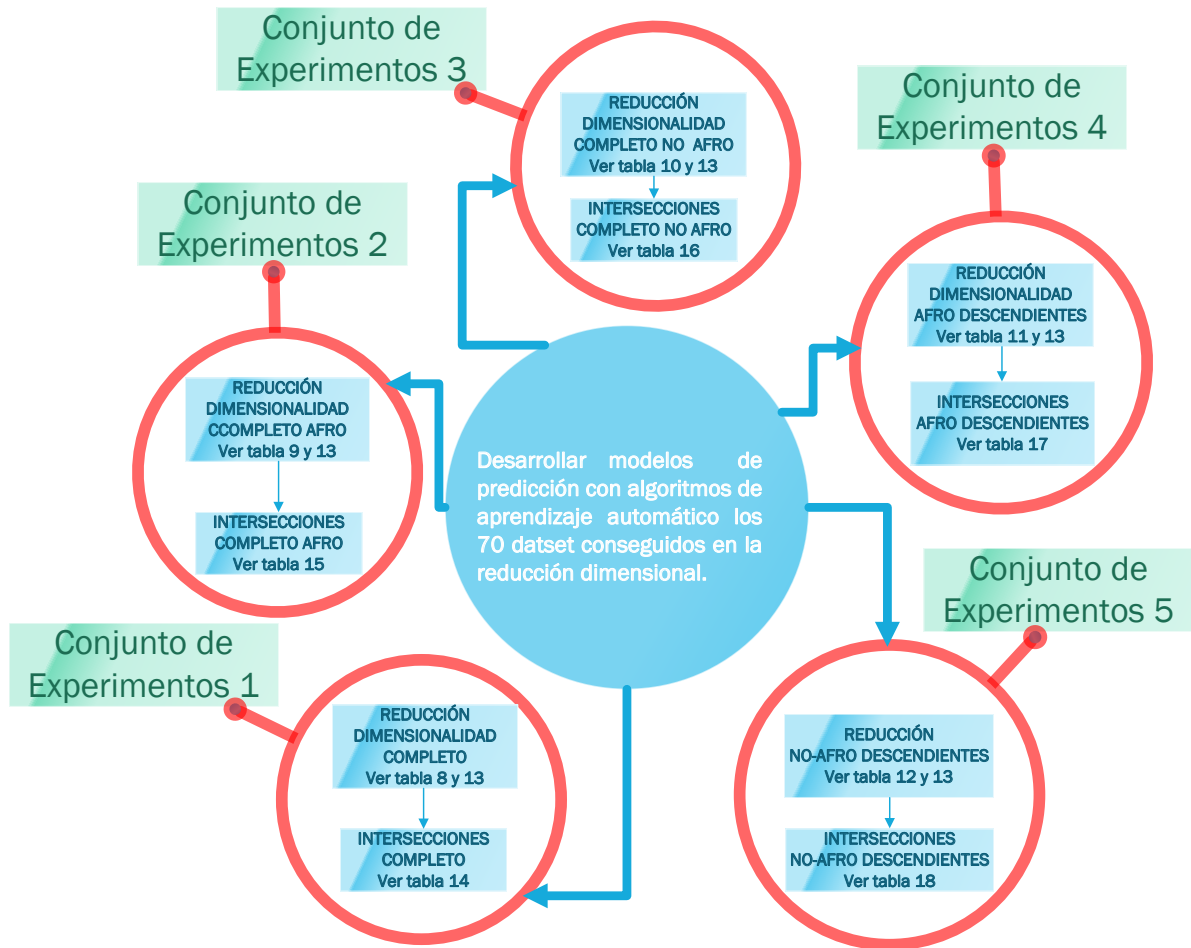 Conjunto de
Experimentos 3
REDUCCIÓN
DIMENSIONALIDAD
COMPLETO NO AFRO
Ver tabla 10 y 13
INTERSECCIONES
COMPLETO NO AFRO
Ver tabla 16
Conjunto de
Experimentos 4
REDUCCIÓN
DIMENSIONALIDAD
AFRO DESCENDIENTES
Ver tabla 11 y 13
INTERSECCIONES
AFRO DESCENDIENTES
Ver tabla 17
Conjunto de
Experimentos 2
REDUCCIÓN
DIMENSIONALIDAD
CCOMPLETO AFRO
Ver tabla 9 y 13
INTERSECCIONES
COMPLETO AFRO
Ver tabla 15
Desarrollar modelos de
predicción con algoritmos de
aprendizaje automático los
70 datset conseguidos en la
reducción dimensional.
Conjunto de
Experimentos 5
REDUCCIÓN
NO-AFRO DESCENDIENTES
Ver tabla 12 y 13
INTERSECCIONES
NO-AFRO DESCENDIENTES
Ver tabla 18
Conjunto de
Experimentos 1
REDUCCIÓN
DIMENSIONALIDAD
COMPLETO
Ver tabla 8 y 13
INTERSECCIONES
COMPLETO
Ver tabla 14